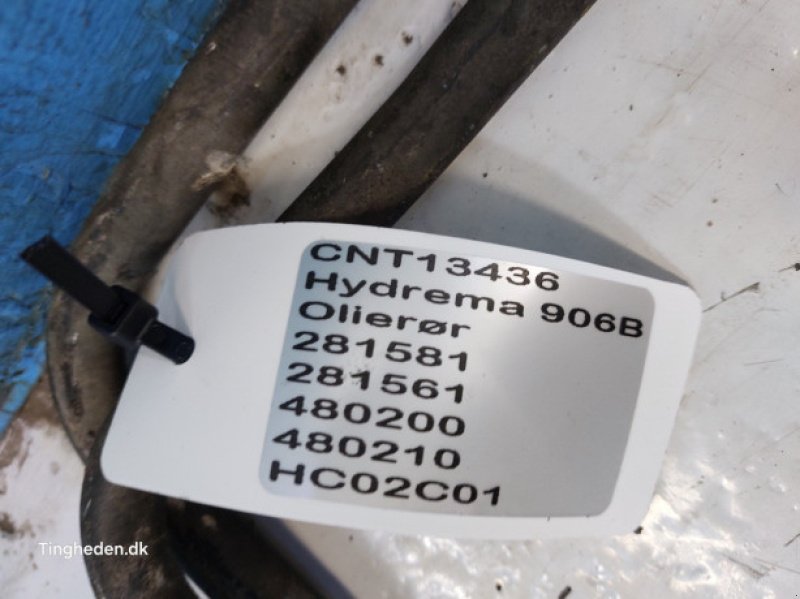 CNT13436
Hydrema 906B
Olierør
281581
281561
480200
480210
HC02C01
Tingheden.dk